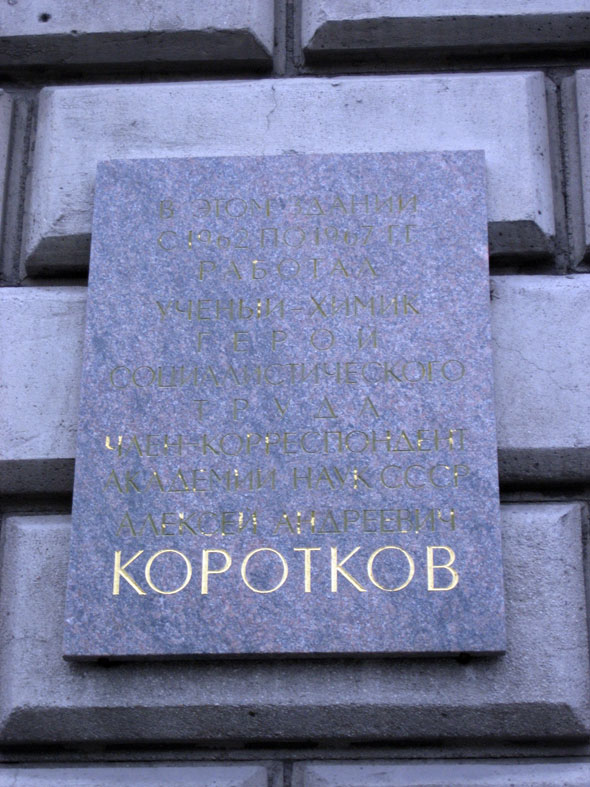 В ЭТОМ ЗДАНИИ
С 1962 ПО 1967 ГГ
РАБОТАЛ
УЧЕНЫЙ-ХИМИК
ГЕРОЙ
СОЦИАЛИСТИЧЕСКОГО
ТРУДА
ЧЛЕН-КОРРЕСПОНДЕНТ
АКАДЕМИИ НАУК СССР
АЛЕКСЕЙ АНДРЕЕВИЧ
КОРОТКОВ